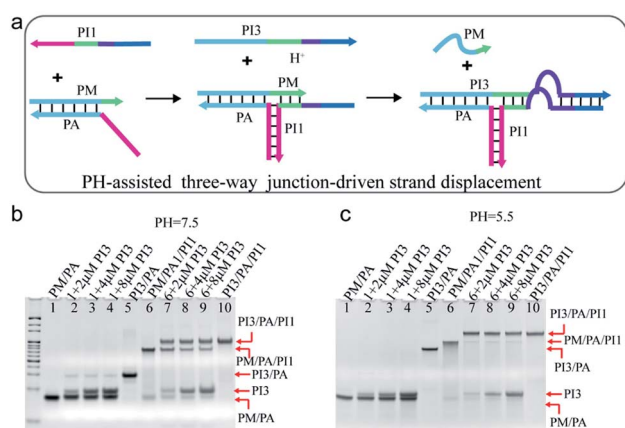 a
PI1
PI3
H+
PM
+
+
+
PM
PM
PI3
PA
PA
PI1
PA
PI1
PH-assisted three-way junction-driven strand displacement
b
PH=7.5
c
PH=5.5
PM/PA
1+2μM PI3
1+4μM PI3
1+8μM PI3
PI3/PA
PM/PA1/PI1
6+2μM PI3
6+4μM PI3
6+8μM PI3
PI3/PA/PI1
PM/PA
1+2μM PI3
1+4μM PI3
1+8μM PI3
PI3/PA
PM/PA1/PI1
6+2μM PI3
6+4μM PI3
6+8μM PI3
PI3/PA/PI1
1 2 3 4 5 6 7 8 9 10
1 2 3 4 5 6 7 8 9 10
PI3/PA/PI1
PM/PA/PI1
PI3/PA
PI3
PM/PA
PI3/PA/PI1
PM/PA/PI1
PI3/PA
PI3
PM/PA